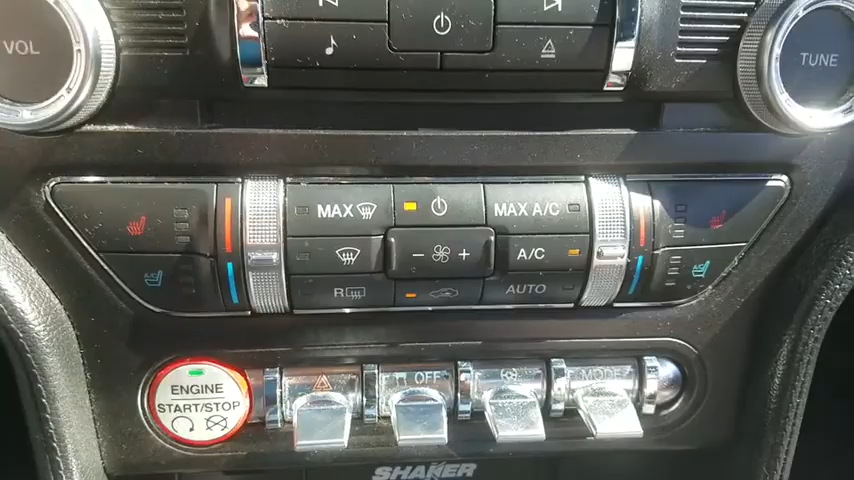 VOL
TUNE
MAX
MAX A/C
A/C
R
AUTO
ENGINE
START/STOP
OFF
MODE
SHAKER